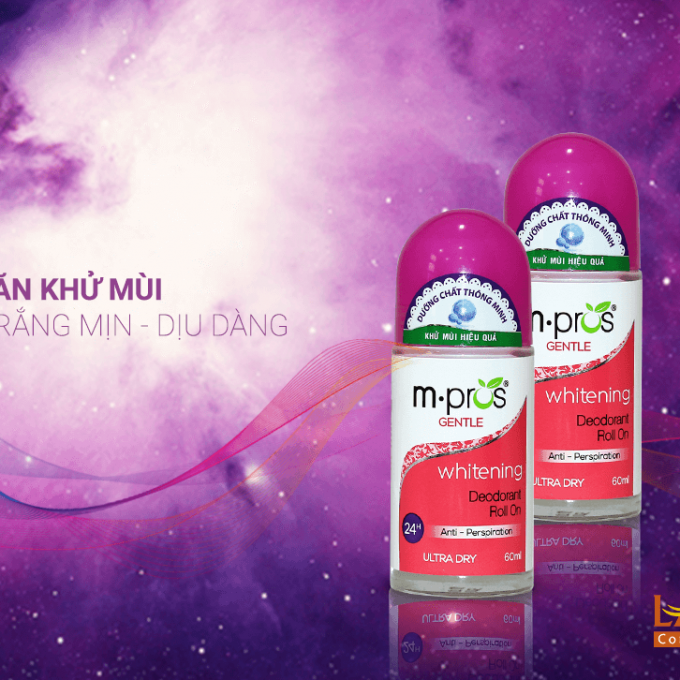 ĂN KHỬ MÙI
RẮNG MỊN - DỊU DÀNG
DƯỠNG CHẤT THÔNG MINH
KHỬ MÙI HIỆU QUẢ
m·pros®
GENTLE
whitening
Deodorant
Roll On
24H
Anti - Perspiration
ULTRA DRY 60ml
DƯỠNG CHẤT THÔNG MINH
KHỬ MÙI HIỆU QUẢ
m·pros®
GENTLE
whitening
Deodorant
Roll On
Anti - Perspiration
ULTRA DRY 60ml